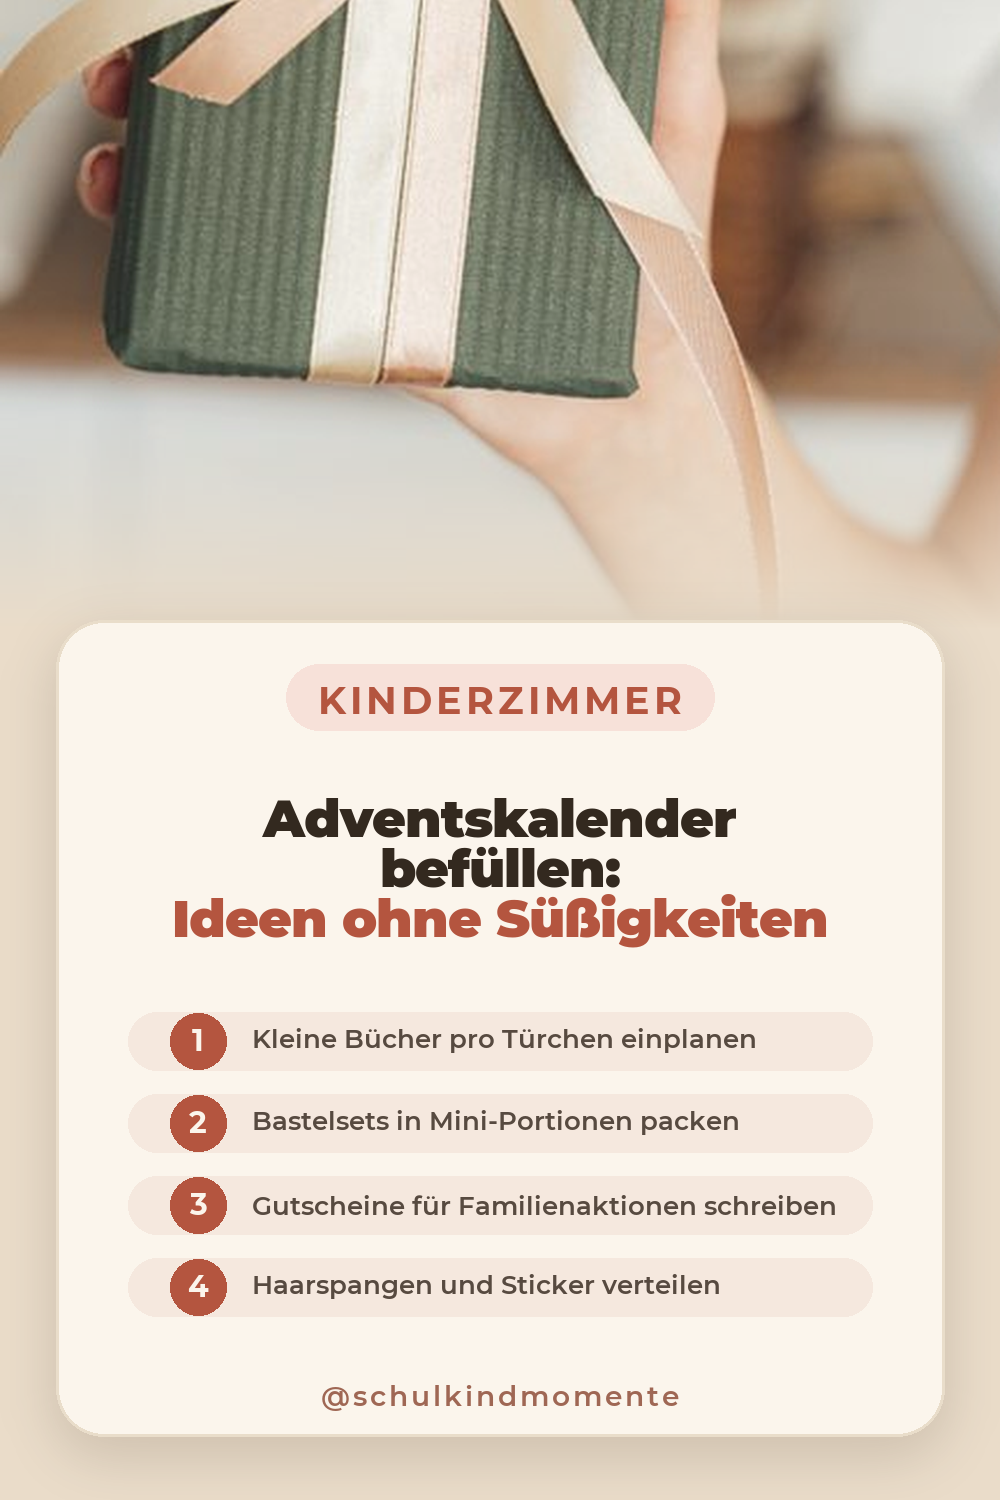 KINDERZIMMER
Adventskalender
befüllen:
Ideen ohne Süßigkeiten
1 Kleine Bücher pro Türchen einplanen
2 Bastelsets in Mini-Portionen packen
3 Gutscheine für Familienaktionen schreiben
4 Haarspangen und Sticker verteilen
@schulkindmomente